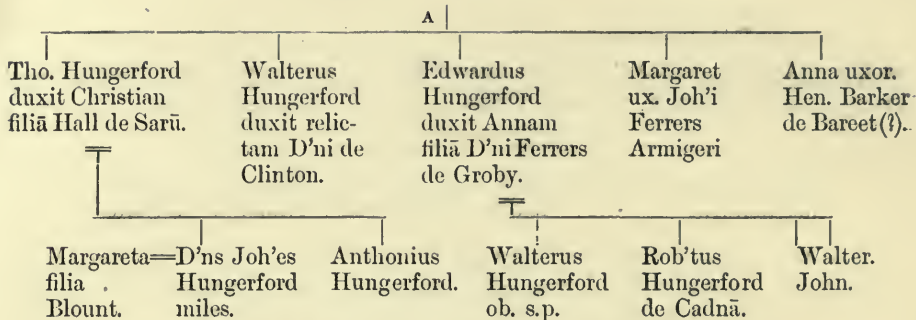 A
Tho. Hungerford
duxit Christian
filiā Hall de Sarū.
Walterus
Hungerford
duxit relic-
tam D'ni de
Clinton.
Edwardus
Hungerford
duxit Annam
filiā D'ni Ferrers
de Groby.
Margaret
ux. Joh'i
Ferrers
Armigeri
Anna uxor.
Hen. Barker
de Bareet(?)..
Margareta
filia .
Blount.
D'ns Joh'es
Hungerford
miles.
Anthonius
Hungerford.
Walterus
Hungerford
ob. s.p.
Rob'tus
Hungerford
de Cadnā.
Walter.
John.